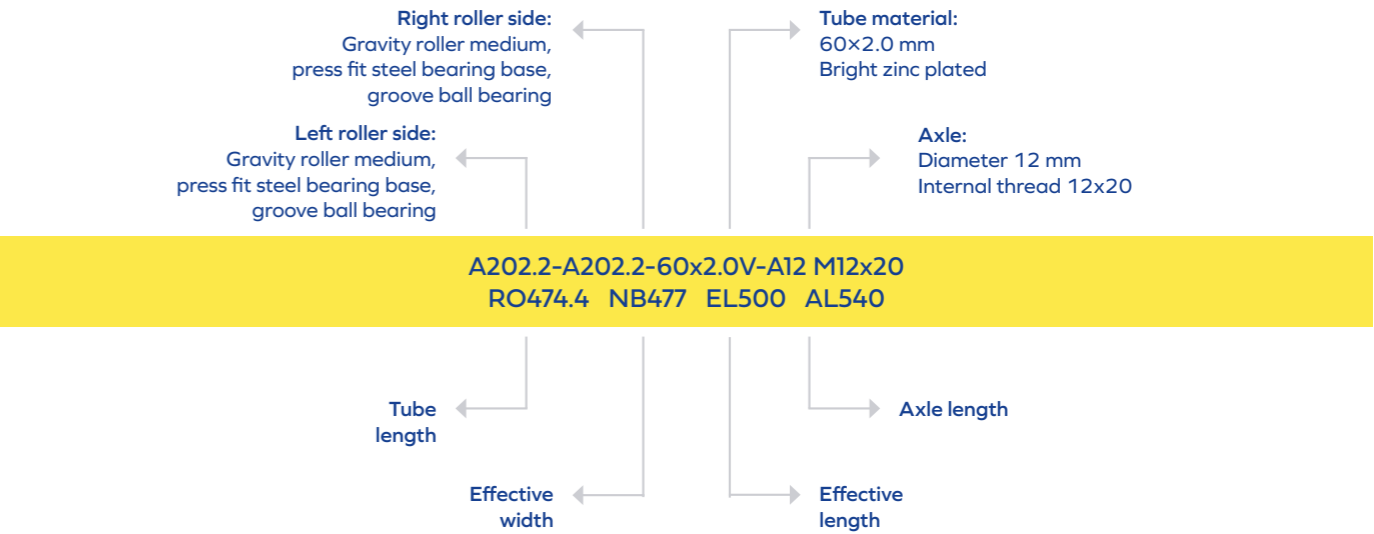 Right roller side:
Gravity roller medium,
press fit steel bearing base,
groove ball bearing
Tube material:
60×2.0 mm
Bright zinc plated
Left roller side:
Gravity roller medium,
press fit steel bearing base,
groove ball bearing
Axle:
Diameter 12 mm
Internal thread 12x20
A202.2-A202.2-60x2.0V-A12 M12x20
RO474.4 NB477 EL500 AL540
Tube
length
Axle length
Effective
width
Effective
length